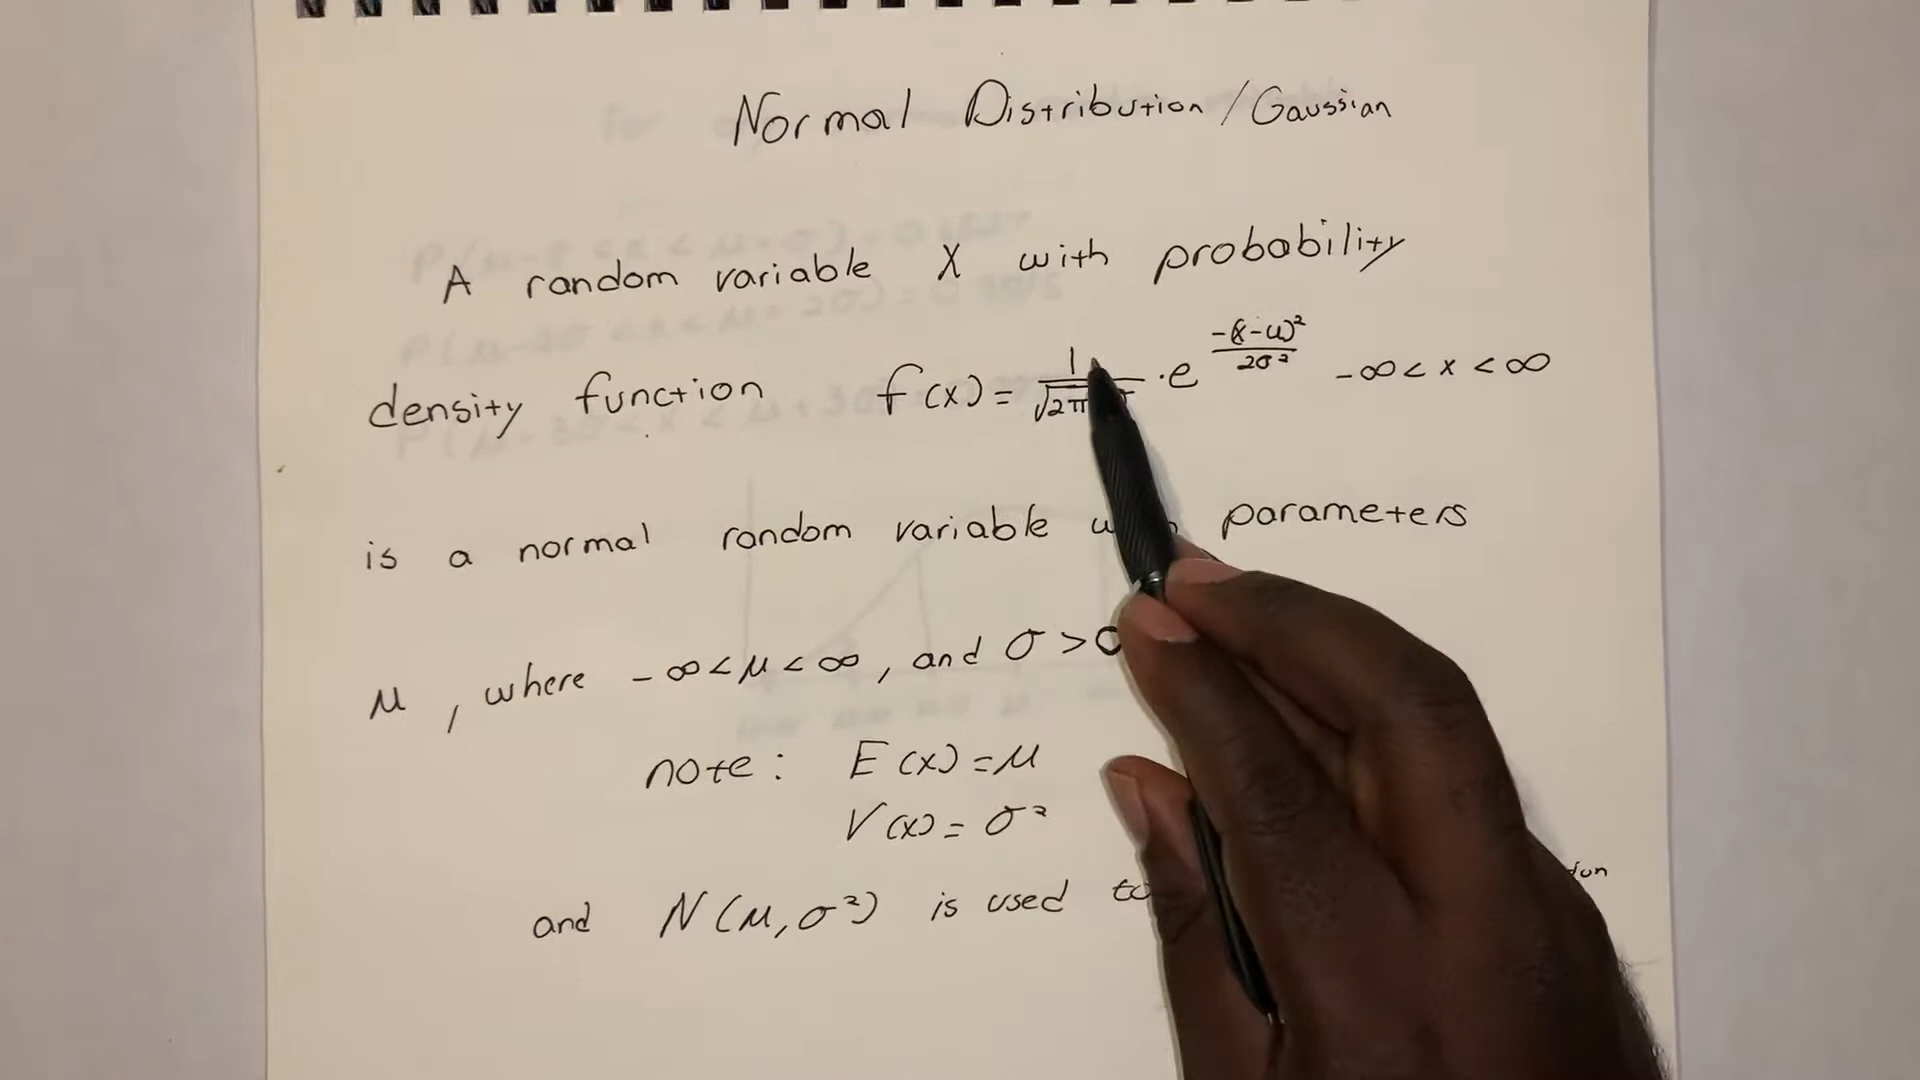 Normal Distribution/Gaussian
A random variable X with probability
density function f(x) = 1/√2π · e^(-(x-μ)²/2σ²) -∞ < x < ∞
is a normal random variable parameters
μ, where -∞ < μ < ∞, and σ > 0
note: E(x) = μ
V(x) = σ²
and N(μ, σ²) is used to